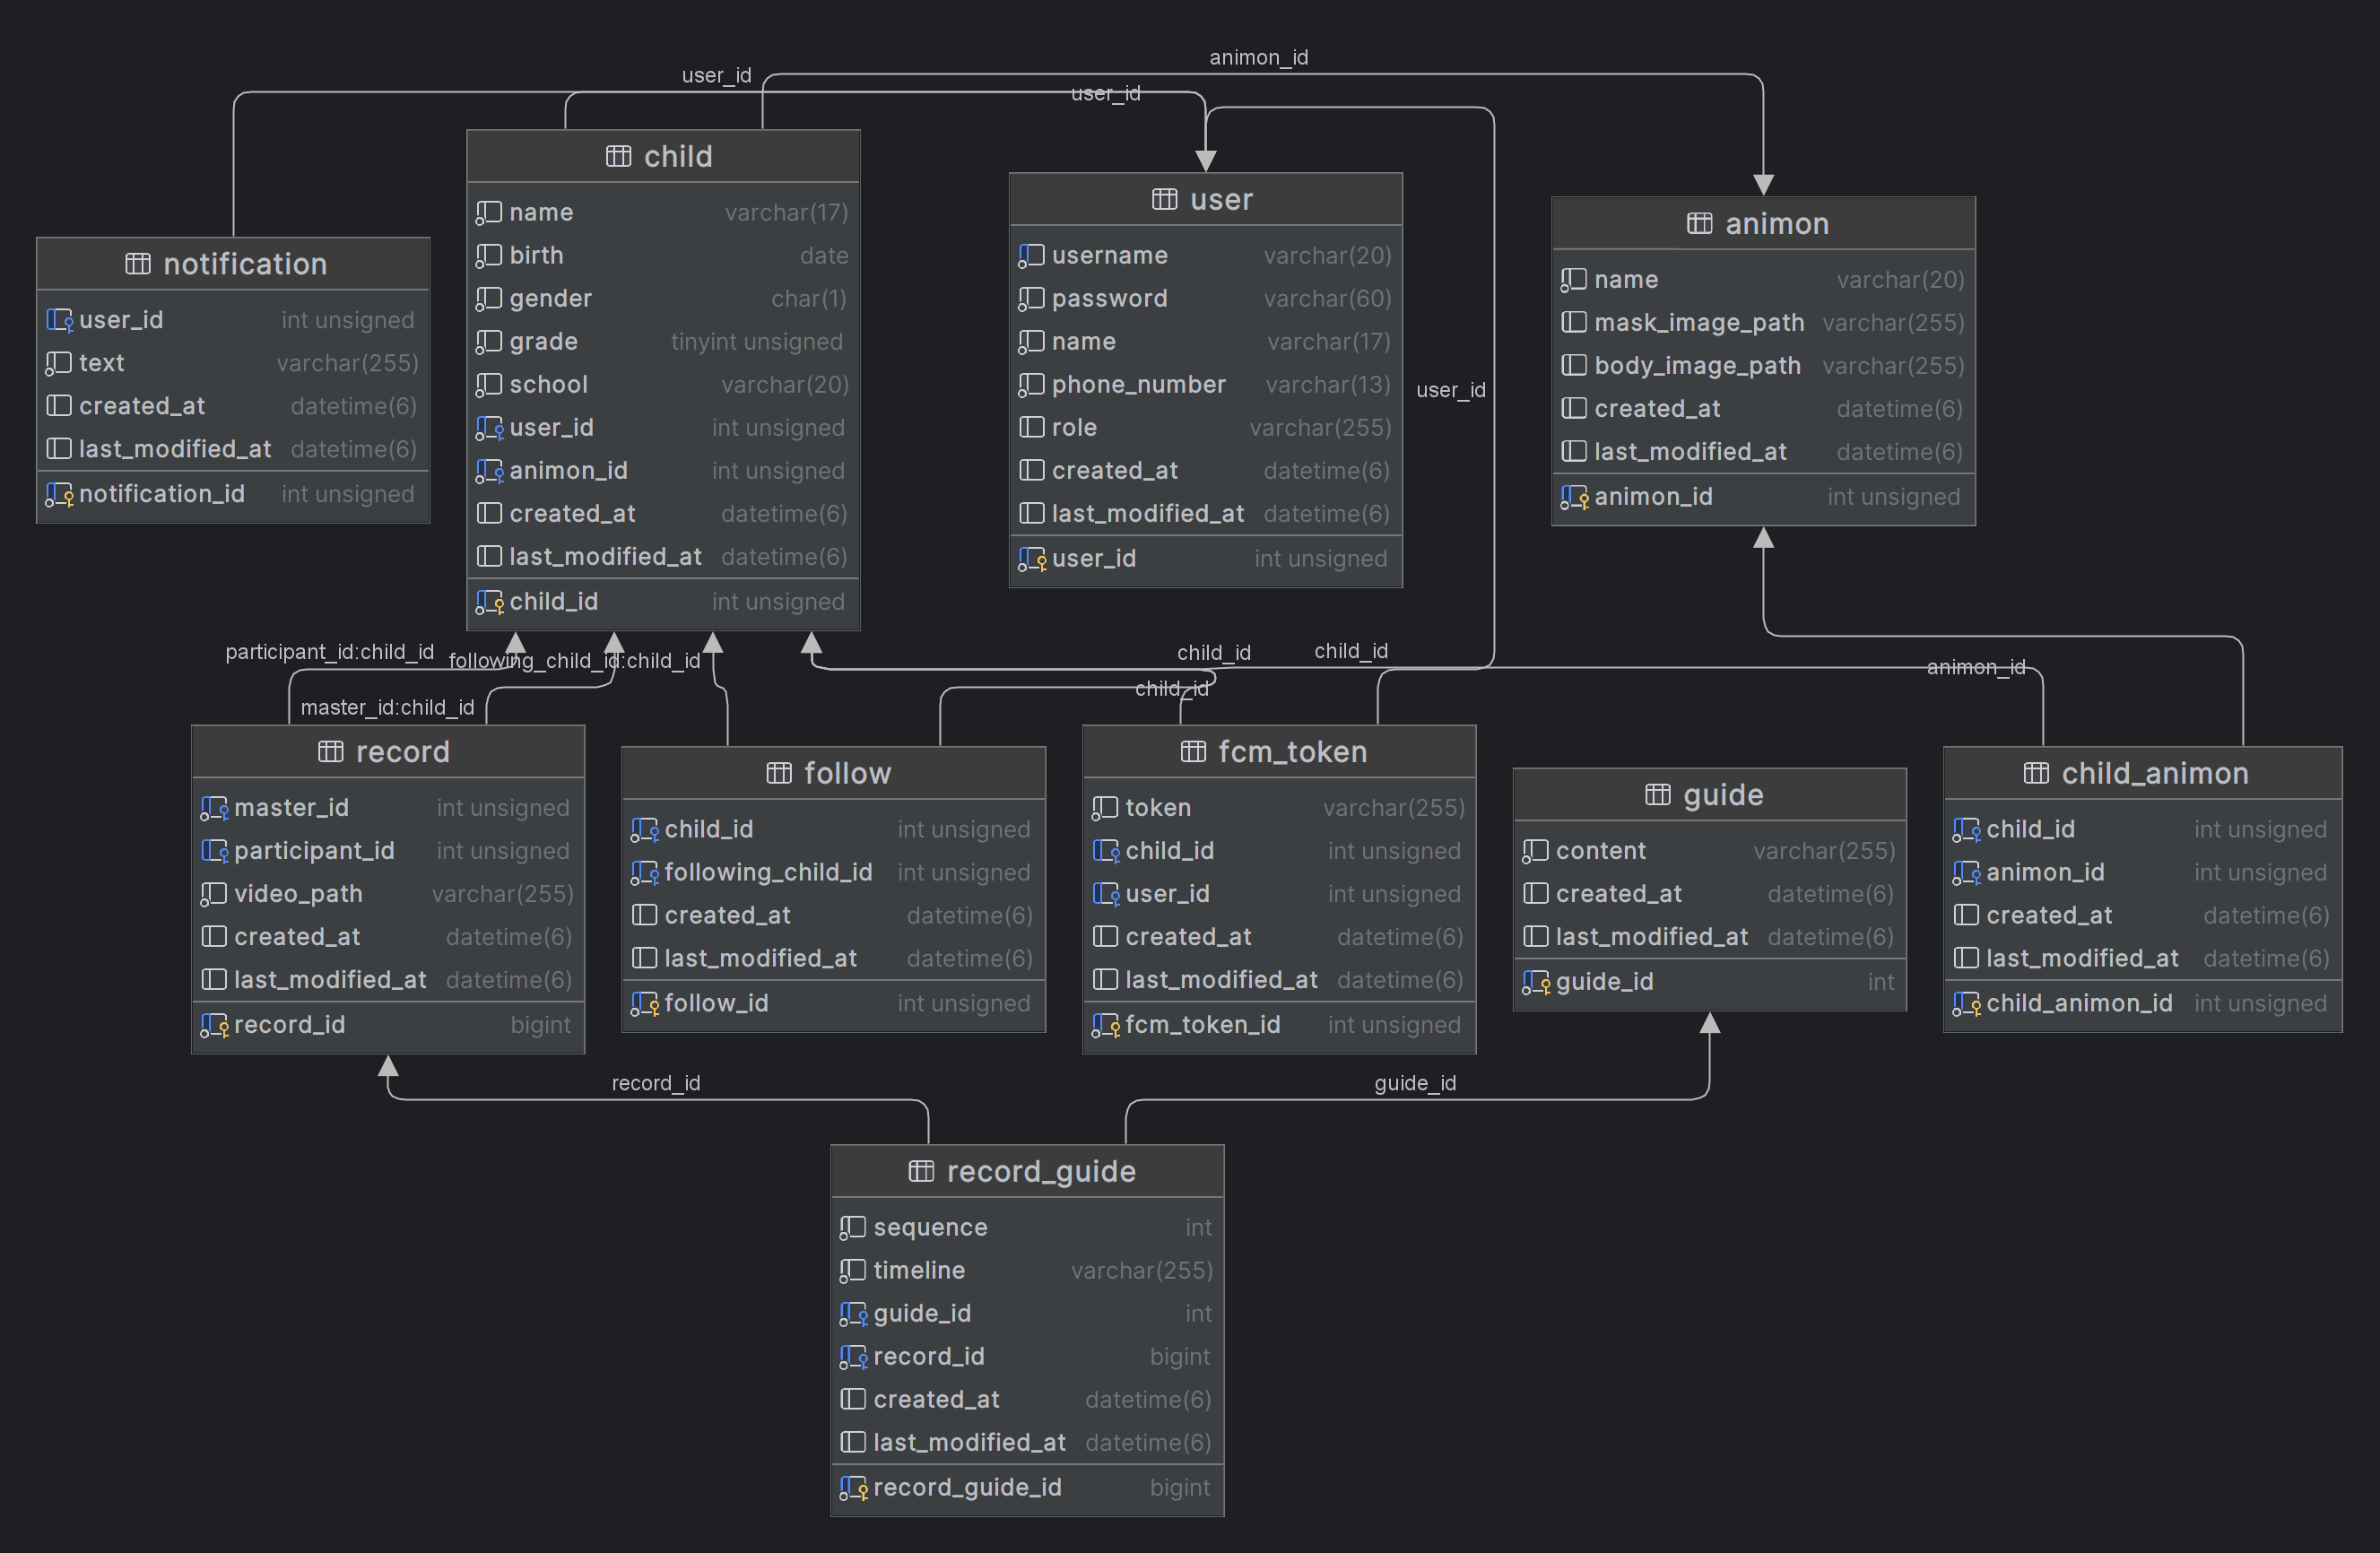 animon_id
user_id
user_id
child
name varchar(17)
birth date
gender char(1)
grade tinyint unsigned
school varchar(20)
user_id int unsigned
animon_id int unsigned
created_at datetime(6)
last_modified_at datetime(6)
child_id int unsigned
user
username varchar(20)
password varchar(60)
name varchar(17)
phone_number varchar(13)
role varchar(255)
created_at datetime(6)
last_modified_at datetime(6)
user_id int unsigned
user_id
animon
name varchar(20)
mask_image_path varchar(255)
body_image_path varchar(255)
created_at datetime(6)
last_modified_at datetime(6)
animon_id int unsigned
notification
user_id int unsigned
text varchar(255)
created_at datetime(6)
last_modified_at datetime(6)
notification_id int unsigned
participant_id:child_id
following_child_id:child_id
child_id
child_id
animon_id
child_id
master_id:child_id
record
master_id int unsigned
participant_id int unsigned
video_path varchar(255)
created_at datetime(6)
last_modified_at datetime(6)
record_id bigint
follow
child_id int unsigned
following_child_id int unsigned
created_at datetime(6)
last_modified_at datetime(6)
follow_id int unsigned
fcm_token
token varchar(255)
child_id int unsigned
user_id int unsigned
created_at datetime(6)
last_modified_at datetime(6)
fcm_token_id int unsigned
guide
content varchar(255)
created_at datetime(6)
last_modified_at datetime(6)
guide_id int
child_animon
child_id int unsigned
animon_id int unsigned
created_at datetime(6)
last_modified_at datetime(6)
child_animon_id int unsigned
record_id
guide_id
record_guide
sequence int
timeline varchar(255)
guide_id int
record_id bigint
created_at datetime(6)
last_modified_at datetime(6)
record_guide_id bigint